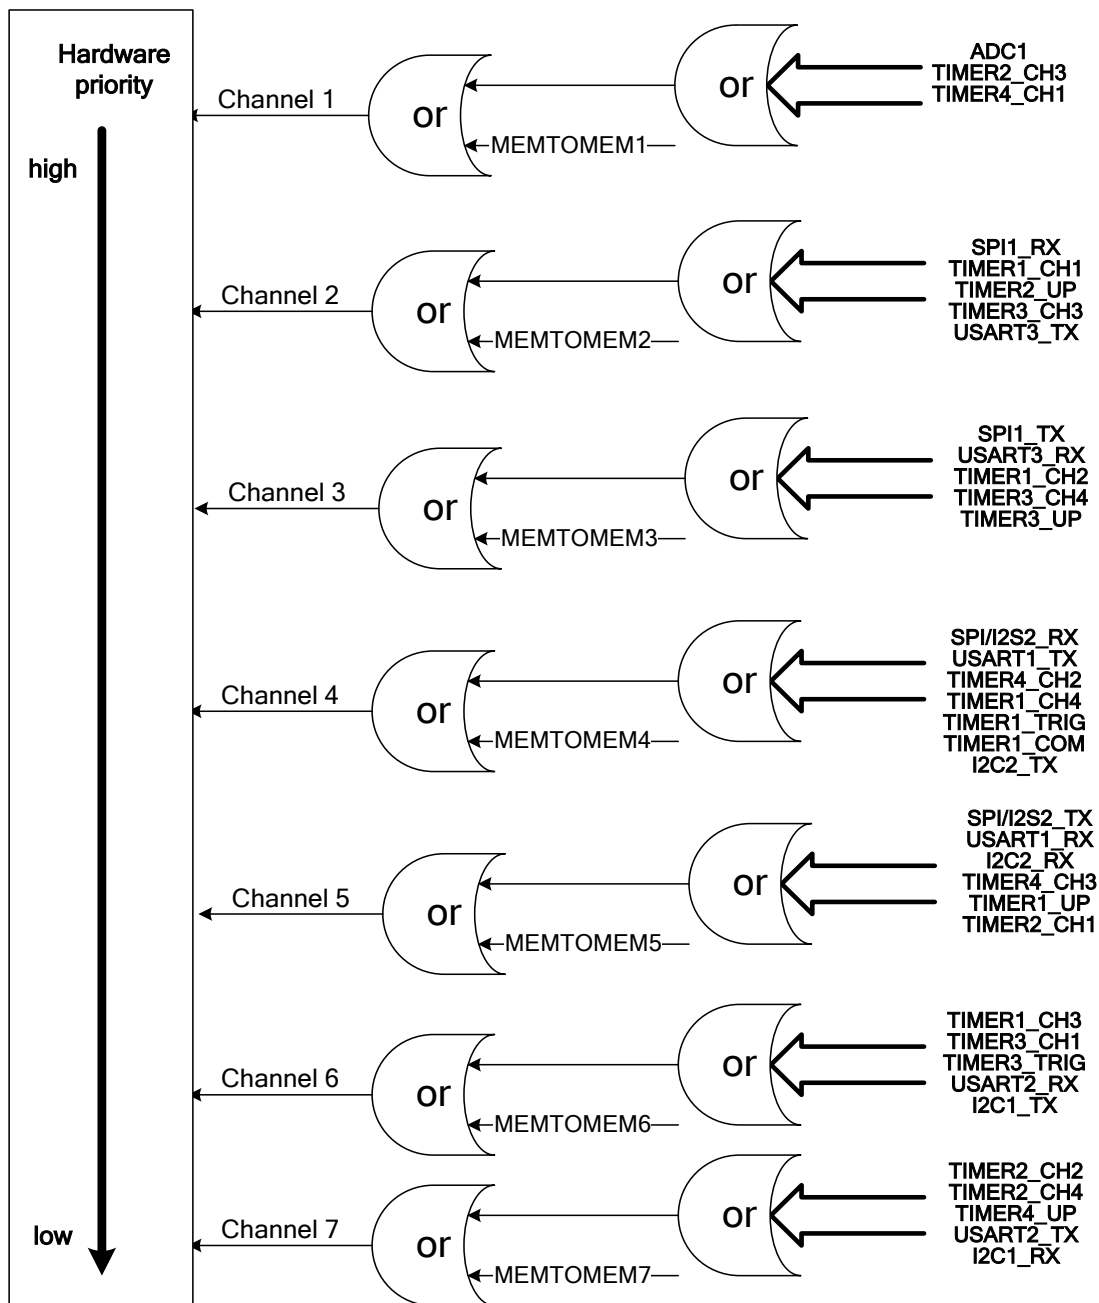 Hardware
priority
high
low
Channel 1
or
MEMTOMEM1
or
ADC1
TIMER2_CH3
TIMER4_CH1
Channel 2
or
MEMTOMEM2
or
SPI1_RX
TIMER1_CH1
TIMER2_UP
TIMER3_CH3
USART3_TX
Channel 3
or
MEMTOMEM3
or
SPI1_TX
USART3_RX
TIMER1_CH2
TIMER3_CH4
TIMER3_UP
Channel 4
or
MEMTOMEM4
or
SPI/I2S2_RX
USART1_TX
TIMER4_CH2
TIMER1_CH4
TIMER1_TRIG
TIMER1_COM
I2C2_TX
Channel 5
or
MEMTOMEM5
or
SPI/I2S2_TX
USART1_RX
I2C2_RX
TIMER4_CH3
TIMER1_UP
TIMER2_CH1
Channel 6
or
MEMTOMEM6
or
TIMER1_CH3
TIMER3_CH1
TIMER3_TRIG
USART2_RX
I2C1_TX
Channel 7
or
MEMTOMEM7
or
TIMER2_CH2
TIMER2_CH4
TIMER4_UP
USART2_TX
I2C1_RX